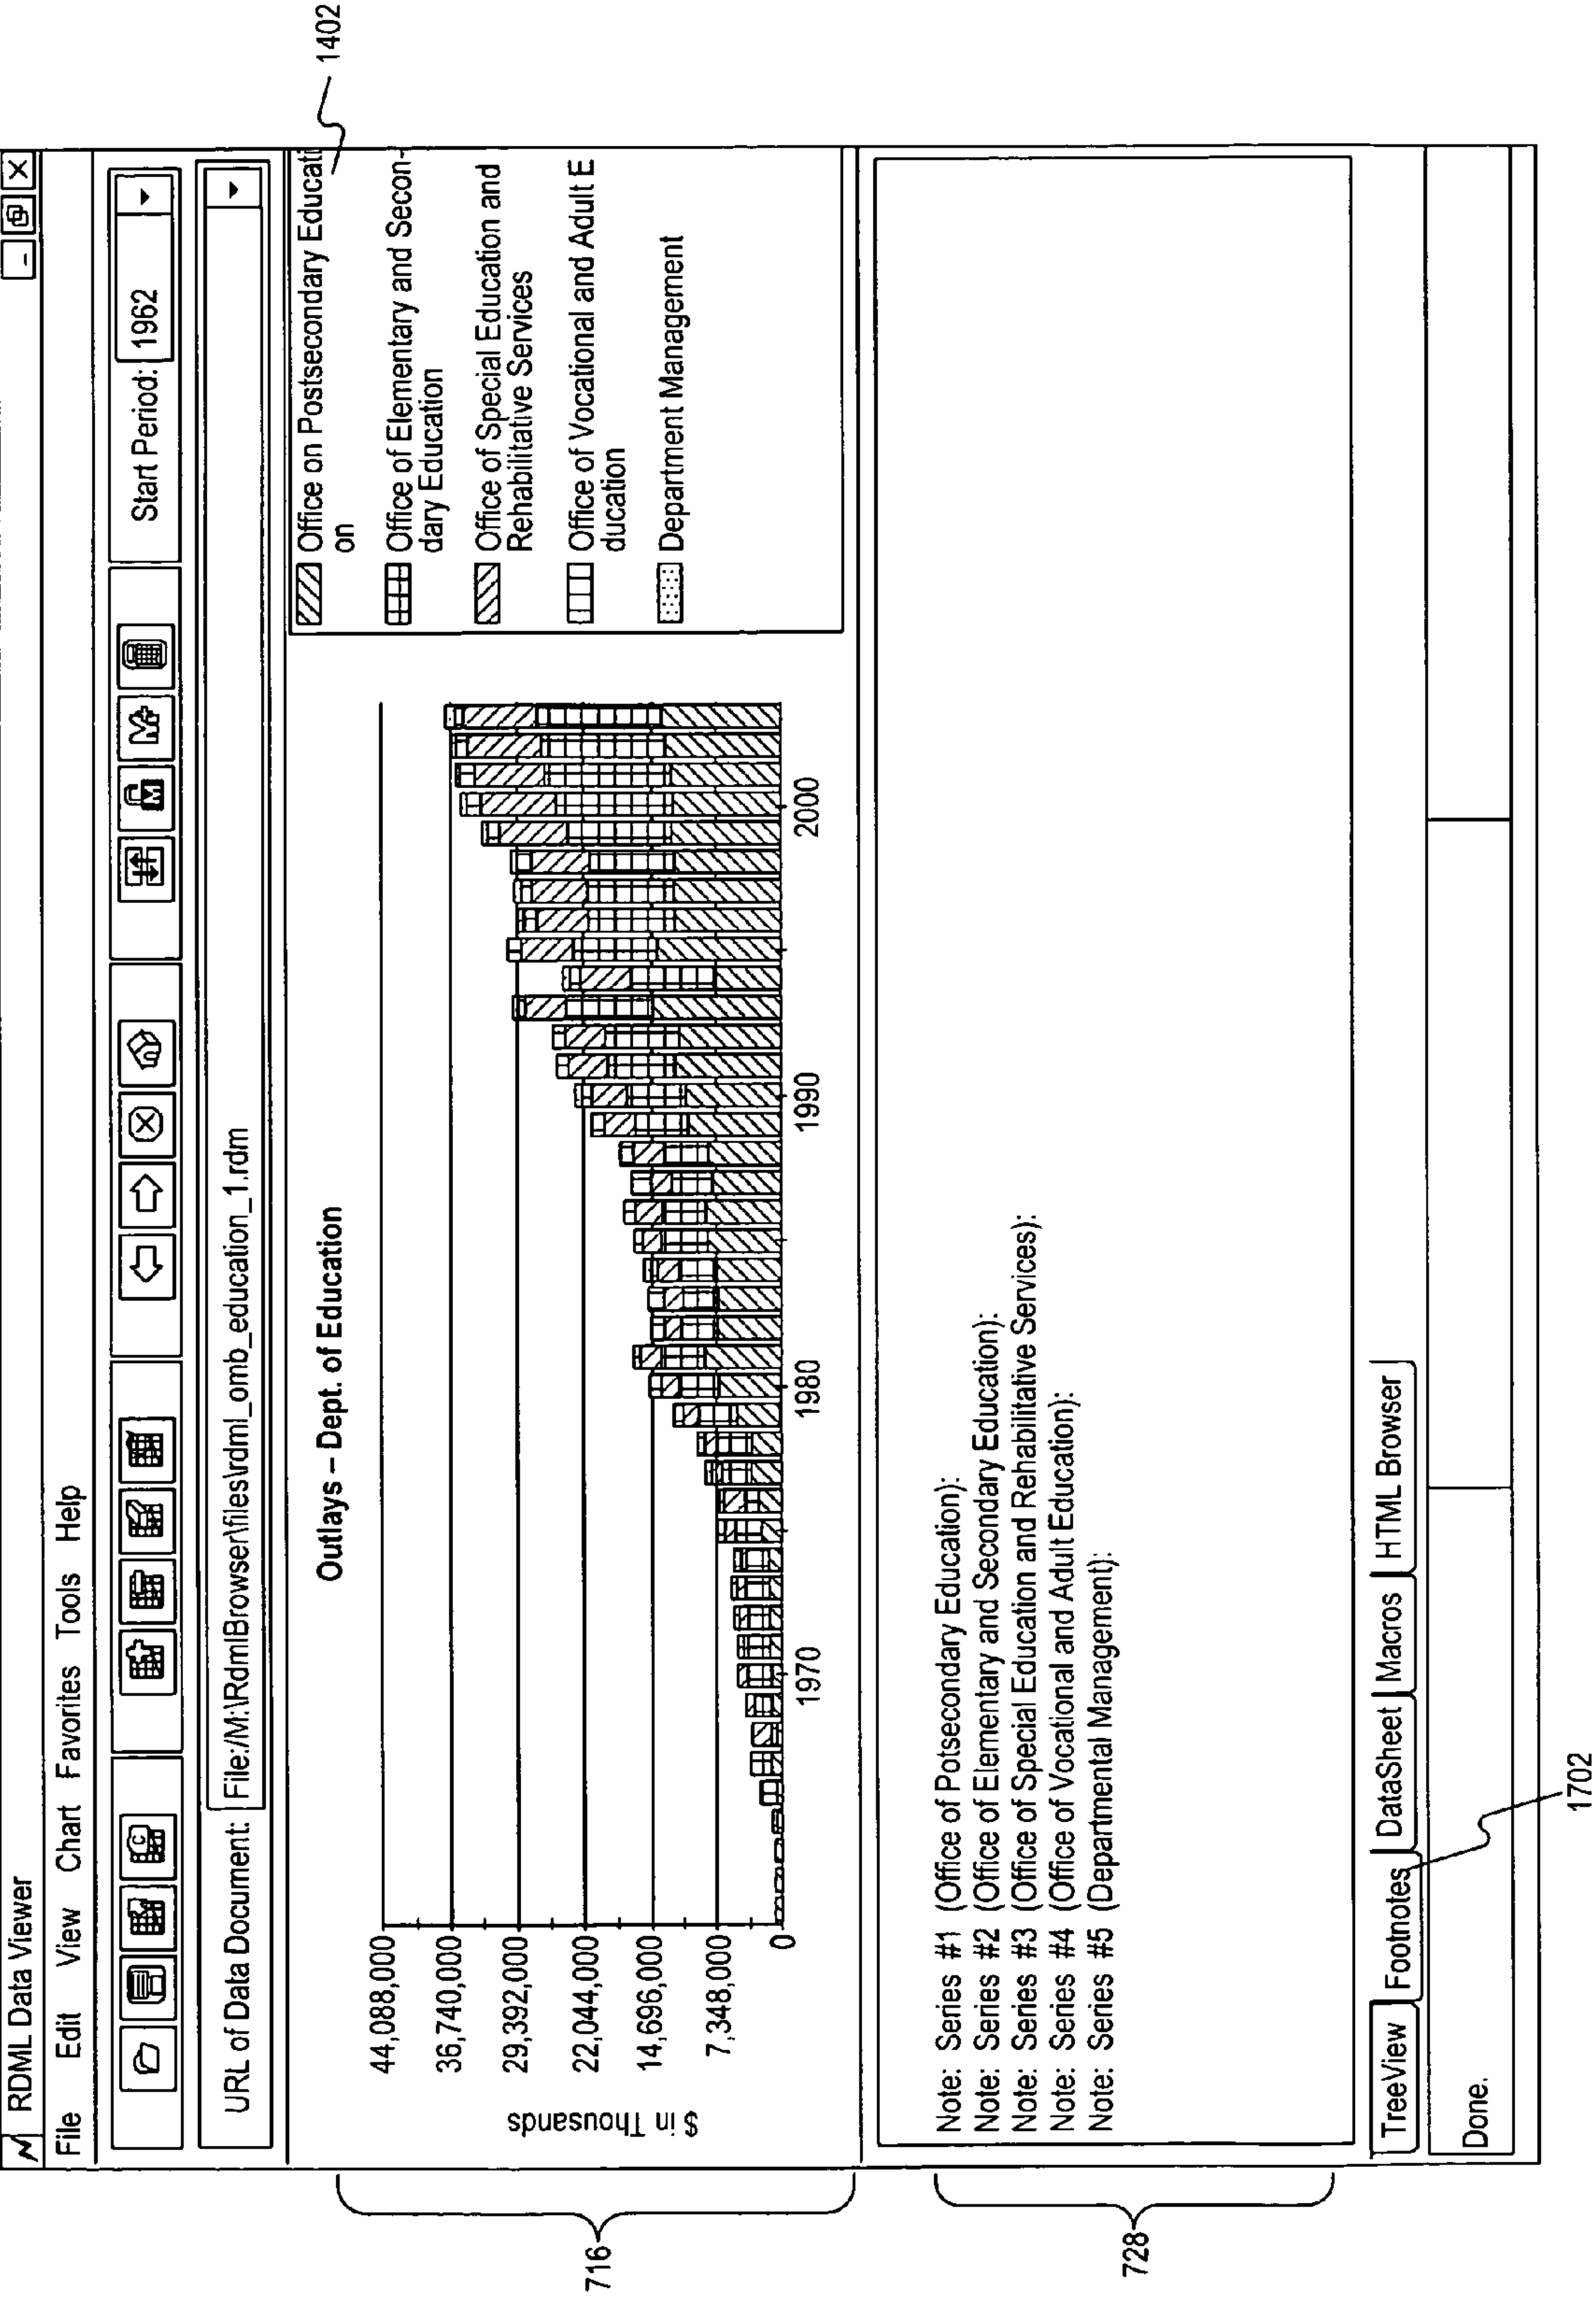 RDML Data Viewer
File Edit View Chart Favorites Tools Help
Start Period: 1962
URL of Data Document: File:/M:\RdmlBrowser\files\rdml_omb_education_1.rdm
Outlays – Dept. of Education
$ in Thousands
44,088,000
36,740,000
29,392,000
22,044,000
14,696,000
7,348,000
0
1970
1980
1990
2000
Office on Postsecondary Educati
on
Office of Elementary and Secon-
dary Education
Office of Special Education and
Rehabilitative Services
Office of Vocational and Adult E
ducation
Department Management
1402
716
Note: Series #1 (Office of Potsecondary Education):
Note: Series #2 (Office of Elementary and Secondary Education):
Note: Series #3 (Office of Special Education and Rehabilitative Services):
Note: Series #4 (Office of Vocational and Adult Education):
Note: Series #5 (Departmental Management):
728
TreeView Footnotes DataSheet Macros HTML Browser
Done.
1702